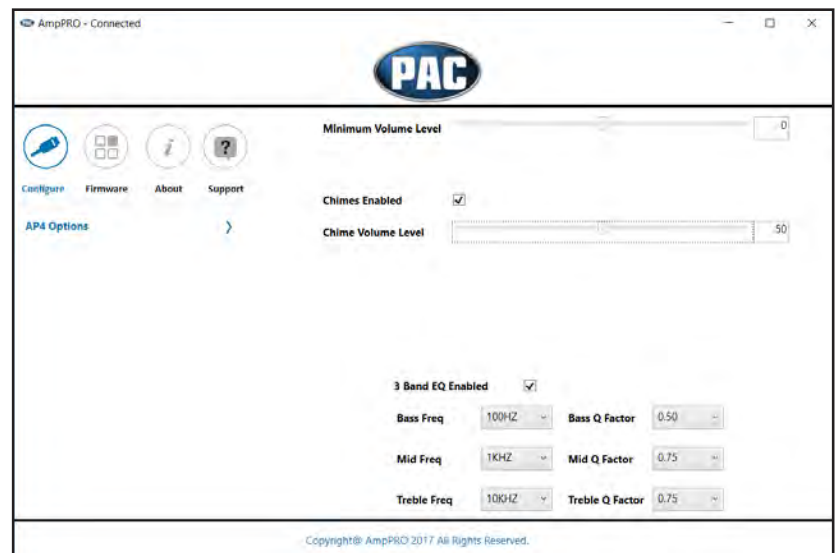 AmpPRO - Connected
PAC
Configure Firmware About Support
AP4 Options
Minimum Volume Level 0
Chimes Enabled
Chime Volume Level 50
3 Band EQ Enabled
Bass Freq 100HZ Bass Q Factor 0.50
Mid Freq 1KHZ Mid Q Factor 0.75
Treble Freq 10KHZ Treble Q Factor 0.75
Copyright® AmpPRO 2017 All Rights Reserved.